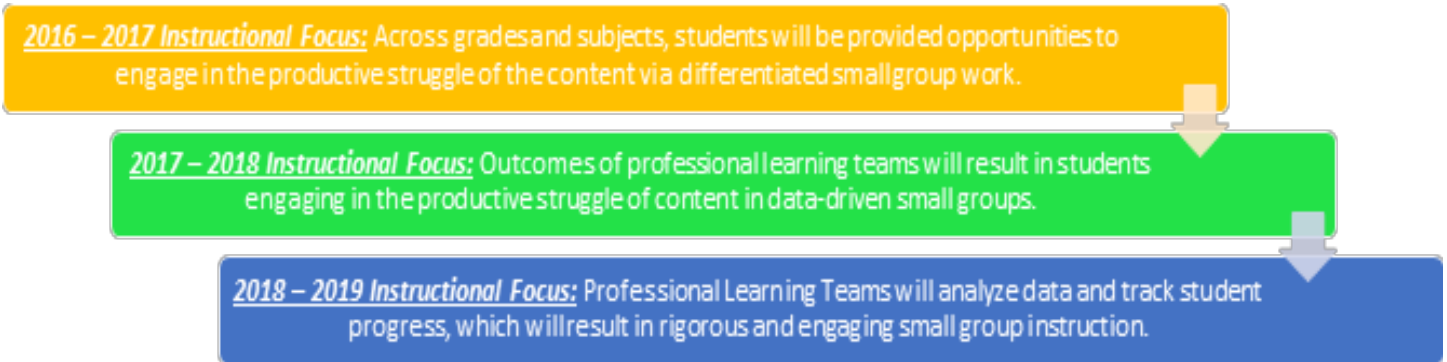 2016 – 2017 Instructional Focus: Across grades and subjects, students will be provided opportunities to
engage in the productive struggle of the content via differentiated small group work.
2017 – 2018 Instructional Focus: Outcomes of professional learning teams will result in students
engaging in the productive struggle of content in data-driven small groups.
2018 – 2019 Instructional Focus: Professional Learning Teams will analyze data and track student
progress, which will result in rigorous and engaging small group instruction.